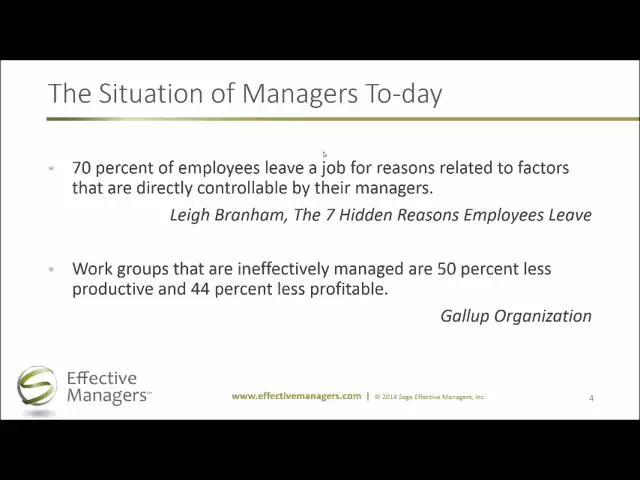 The Situation of Managers To-day
70 percent of employees leave a job for reasons related to factors
that are directly controllable by their managers.
Leigh Branham, The 7 Hidden Reasons Employees Leave
Work groups that are ineffectively managed are 50 percent less
productive and 44 percent less profitable.
Gallup Organization
Effective
Managers™
www.effectivemanagers.com | © 2014 Sage Effective Managers, Inc.
4